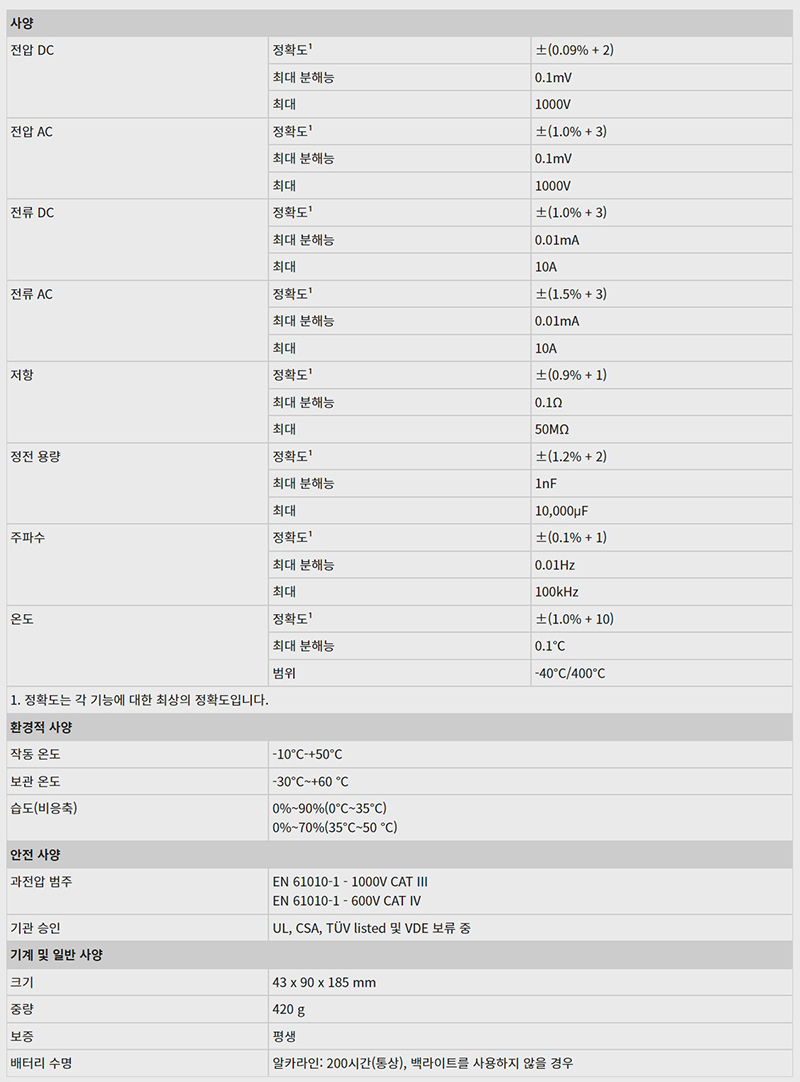 사양
전압 DC 정확도¹ ±(0.09% + 2)
최대 분해능 0.1mV
최대 1000V
전압 AC 정확도¹ ±(1.0% + 3)
최대 분해능 0.1mV
최대 1000V
전류 DC 정확도¹ ±(1.0% + 3)
최대 분해능 0.01mA
최대 10A
전류 AC 정확도¹ ±(1.5% + 3)
최대 분해능 0.01mA
최대 10A
저항 정확도¹ ±(0.9% + 1)
최대 분해능 0.1Ω
최대 50MΩ
정전 용량 정확도¹ ±(1.2% + 2)
최대 분해능 1nF
최대 10,000µF
주파수 정확도¹ ±(0.1% + 1)
최대 분해능 0.01Hz
최대 100kHz
온도 정확도¹ ±(1.0% + 10)
최대 분해능 0.1°C
범위 -40°C/400°C
1. 정확도는 각 기능에 대한 최상의 정확도입니다.
환경적 사양
작동 온도 -10°C-+50°C
보관 온도 -30°C~+60 °C
습도(비응축) 0%~90%(0°C~35°C)
0%~70%(35°C~50 °C)
안전 사양
과전압 범주 EN 61010-1 - 1000V CAT III
EN 61010-1 - 600V CAT IV
기관 승인 UL, CSA, TÜV listed 및 VDE 보류 중
기계 및 일반 사양
크기 43 x 90 x 185 mm
중량 420 g
보증 평생
배터리 수명 알카라인: 200시간(통상), 백라이트를 사용하지 않을 경우